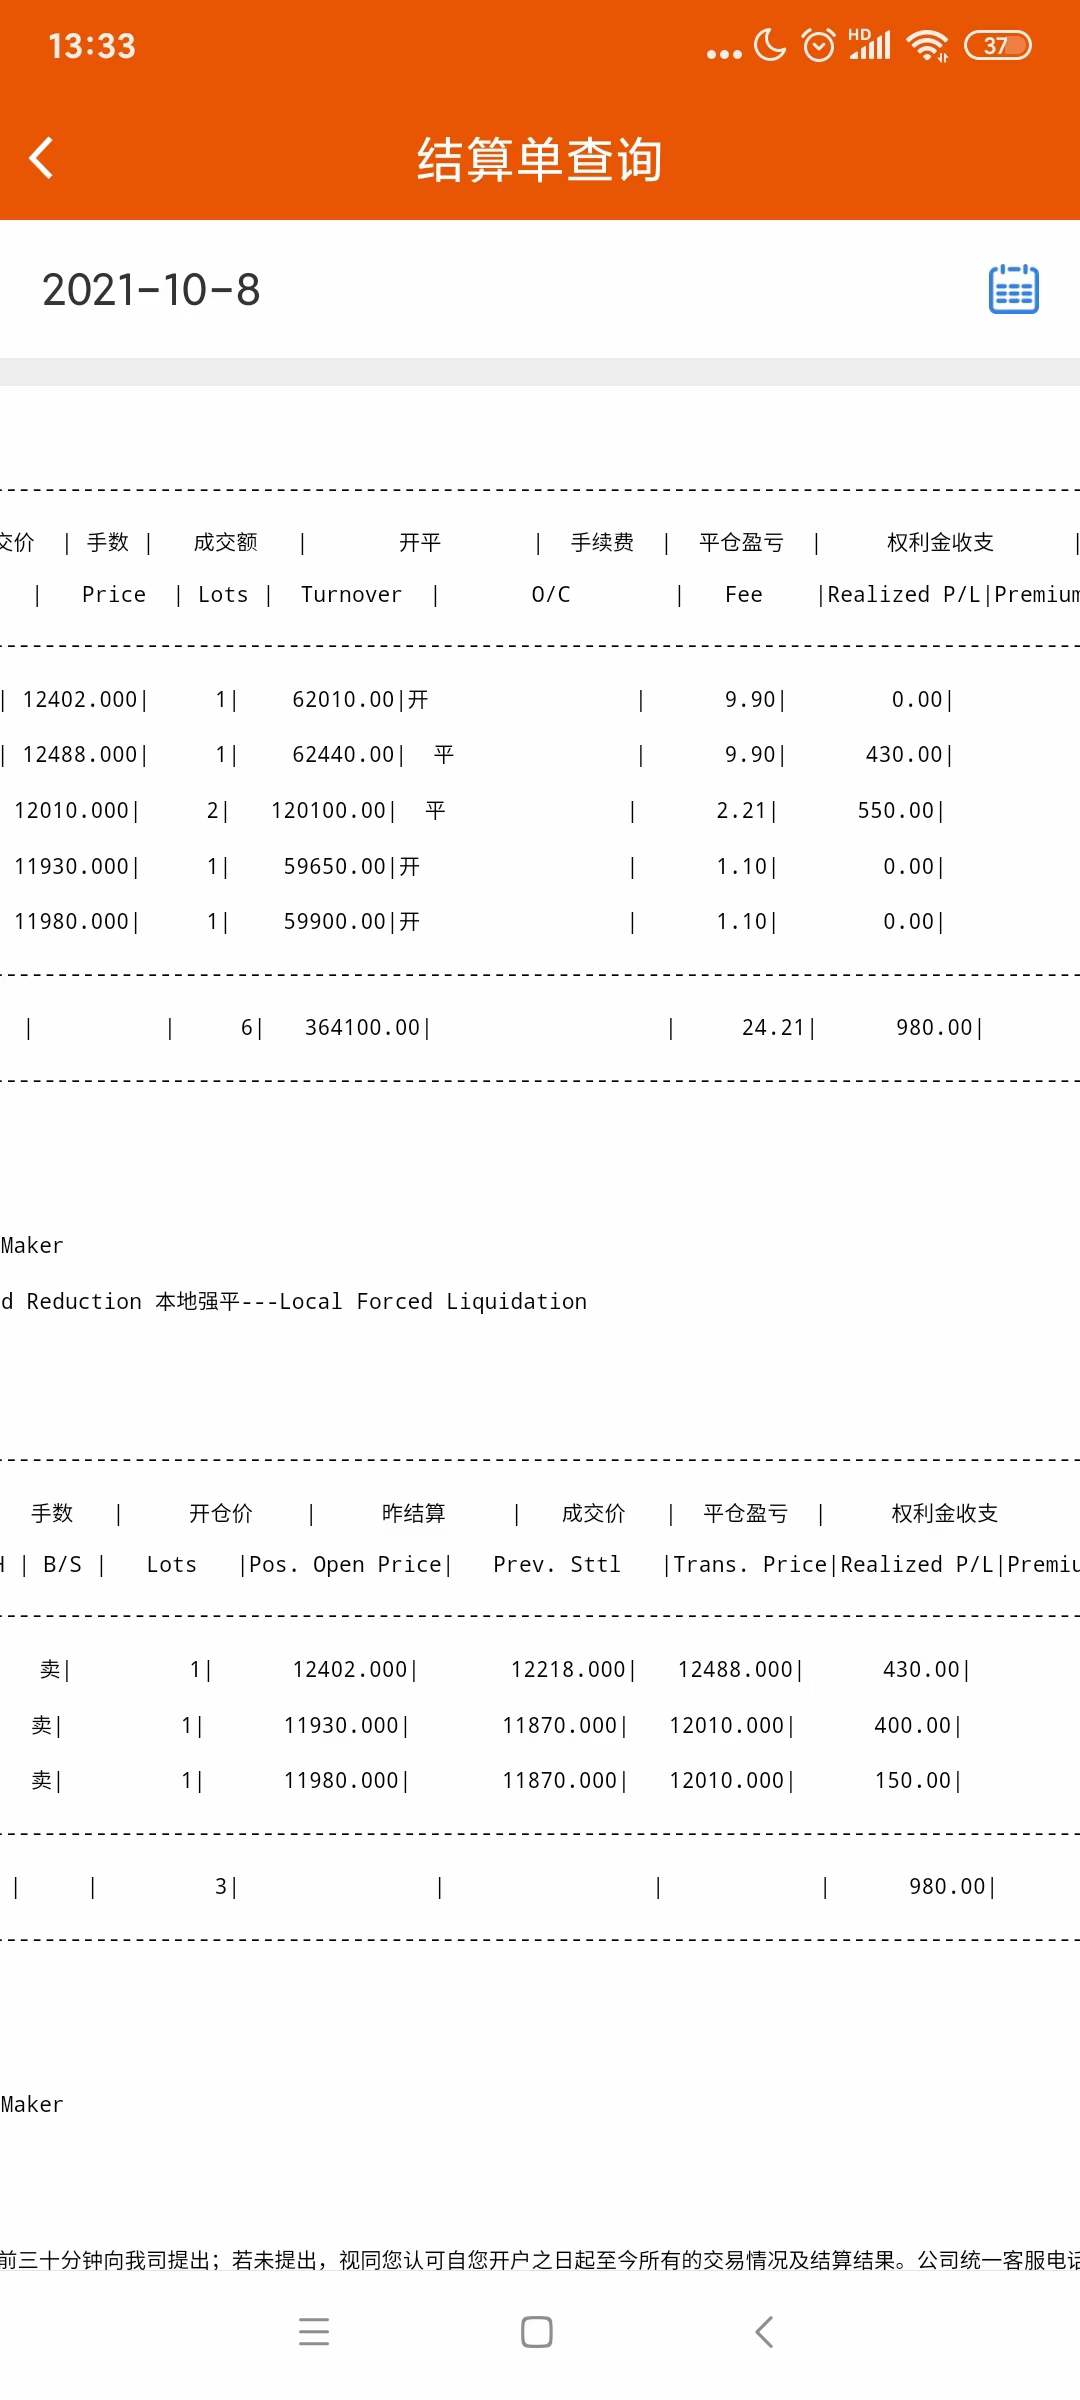 13:33
HD
37
结算单查询
2021-10-8
--------------------------------------------------------------------------------
交价 | 手数 | 成交额 | 开平 | 手续费 | 平仓盈亏 | 权利金收支 |
| Price | Lots | Turnover | O/C | Fee |Realized P/L|Premium
--------------------------------------------------------------------------------
| 12402.000| 1| 62010.00|开 | 9.90| 0.00|
| 12488.000| 1| 62440.00| 平 | 9.90| 430.00|
12010.000| 2| 120100.00| 平 | 2.21| 550.00|
11930.000| 1| 59650.00|开 | 1.10| 0.00|
11980.000| 1| 59900.00|开 | 1.10| 0.00|
--------------------------------------------------------------------------------
| | 6| 364100.00| | 24.21| 980.00|
--------------------------------------------------------------------------------
Maker
d Reduction 本地强平---Local Forced Liquidation
--------------------------------------------------------------------------------
手数 | 开仓价 | 昨结算 | 成交价 | 平仓盈亏 | 权利金收支
H | B/S | Lots |Pos. Open Price| Prev. Sttl |Trans. Price|Realized P/L|Premiu
--------------------------------------------------------------------------------
卖| 1| 12402.000| 12218.000| 12488.000| 430.00|
卖| 1| 11930.000| 11870.000| 12010.000| 400.00|
卖| 1| 11980.000| 11870.000| 12010.000| 150.00|
--------------------------------------------------------------------------------
| | 3| | | | 980.00|
--------------------------------------------------------------------------------
Maker
前三十分钟向我司提出；若未提出，视同您认可自您开户之日起至今所有的交易情况及结算结果。公司统一客服电话